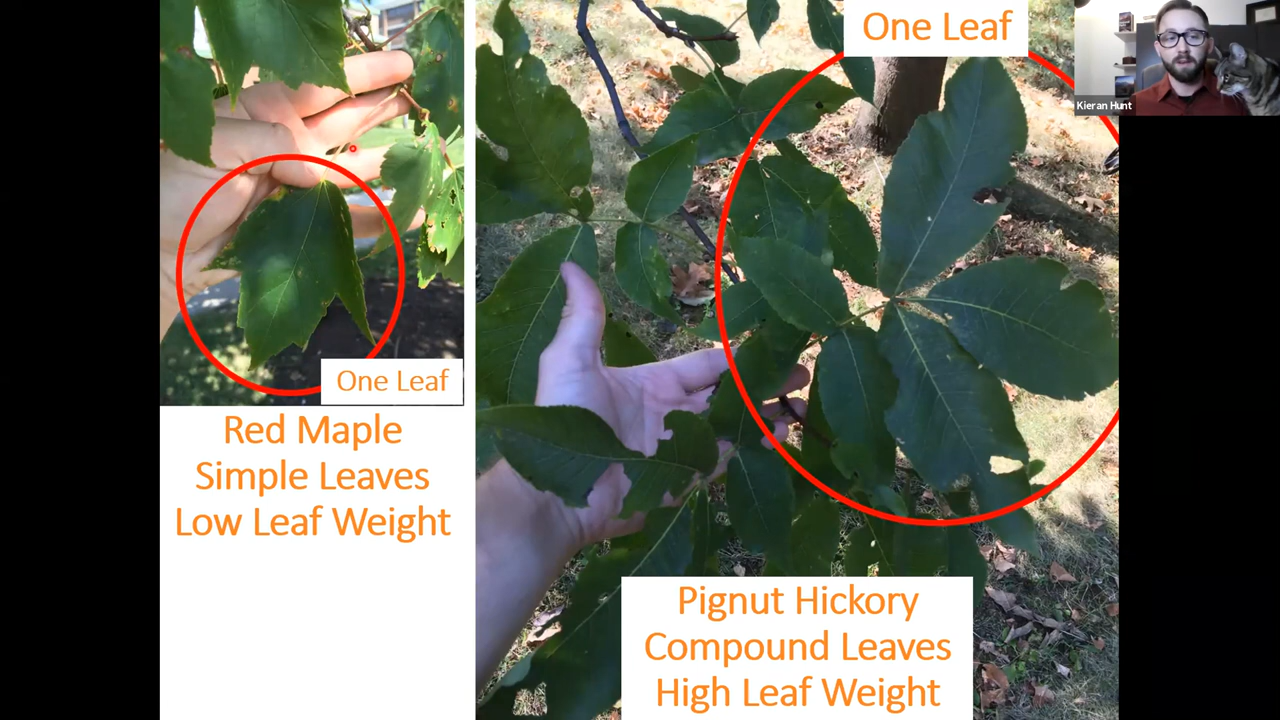 One Leaf
Red Maple
Simple Leaves
Low Leaf Weight
One Leaf
Pignut Hickory
Compound Leaves
High Leaf Weight
Kieran Hunt